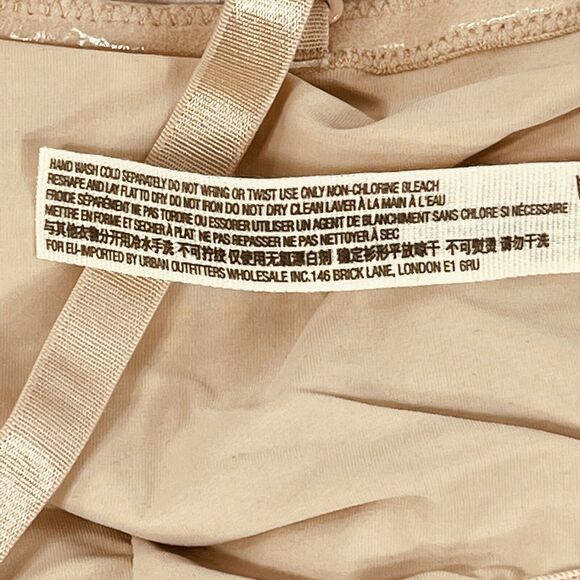 HAND WASH COLD SEPARATELY DO NOT WRING OR TWIST USE ONLY NON-CHLORINE BLEACH
RESHAPE AND LAY FLAT TO DRY DO NOT IRON DO NOT DRY CLEAN LAVER À LA MAIN À L'EAU
FROIDE SÉPARÉMENT NE PAS TORDRE OU ESSORER UTILISER UN AGENT DE BLANCHIMENT SANS CHLORE SI NÉCESSAIRE
METTRE EN FORME ET SECHER À PLAT NE PAS REPASSER NE PAS NETTOYER À SEC
与其他衣物分开用冷水手洗 不可拧绞 仅使用无氯漂白剂 稳定衫形平放晾干 不可熨烫 请勿干洗
FOR EU-IMPORTED BY URBAN OUTFITTERS WHOLESALE INC.146 BRICK LANE, LONDON E1 6RU